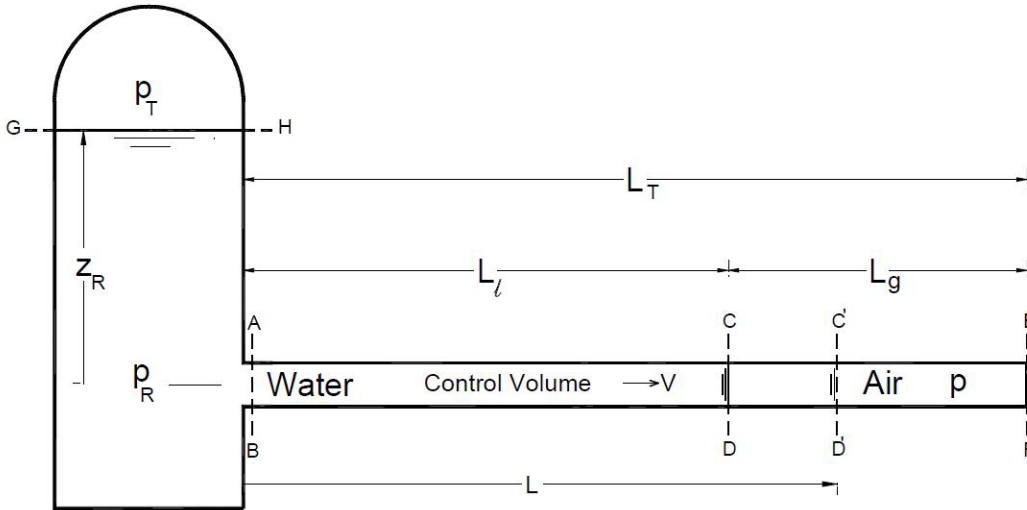 p_T
G
H
L_T
z_R
L_ℓ
L_g
A
C
C'
E
p_R
Water
Control Volume
V
Air
p
B
D
D'
F
L